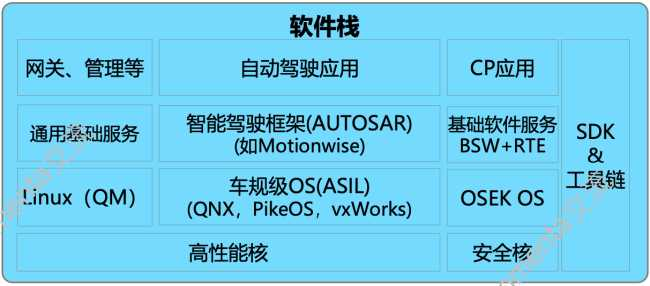 软件栈
网关、管理等
自动驾驶应用
CP应用
通用基础服务
智能驾驶框架(AUTOSAR)
(如Motionwise)
基础软件服务
BSW+RTE
SDK
&
工具链
Linux（QM）
车规级OS(ASIL)
(QNX，PikeOS，vxWorks)
OSEK OS
高性能核
安全核